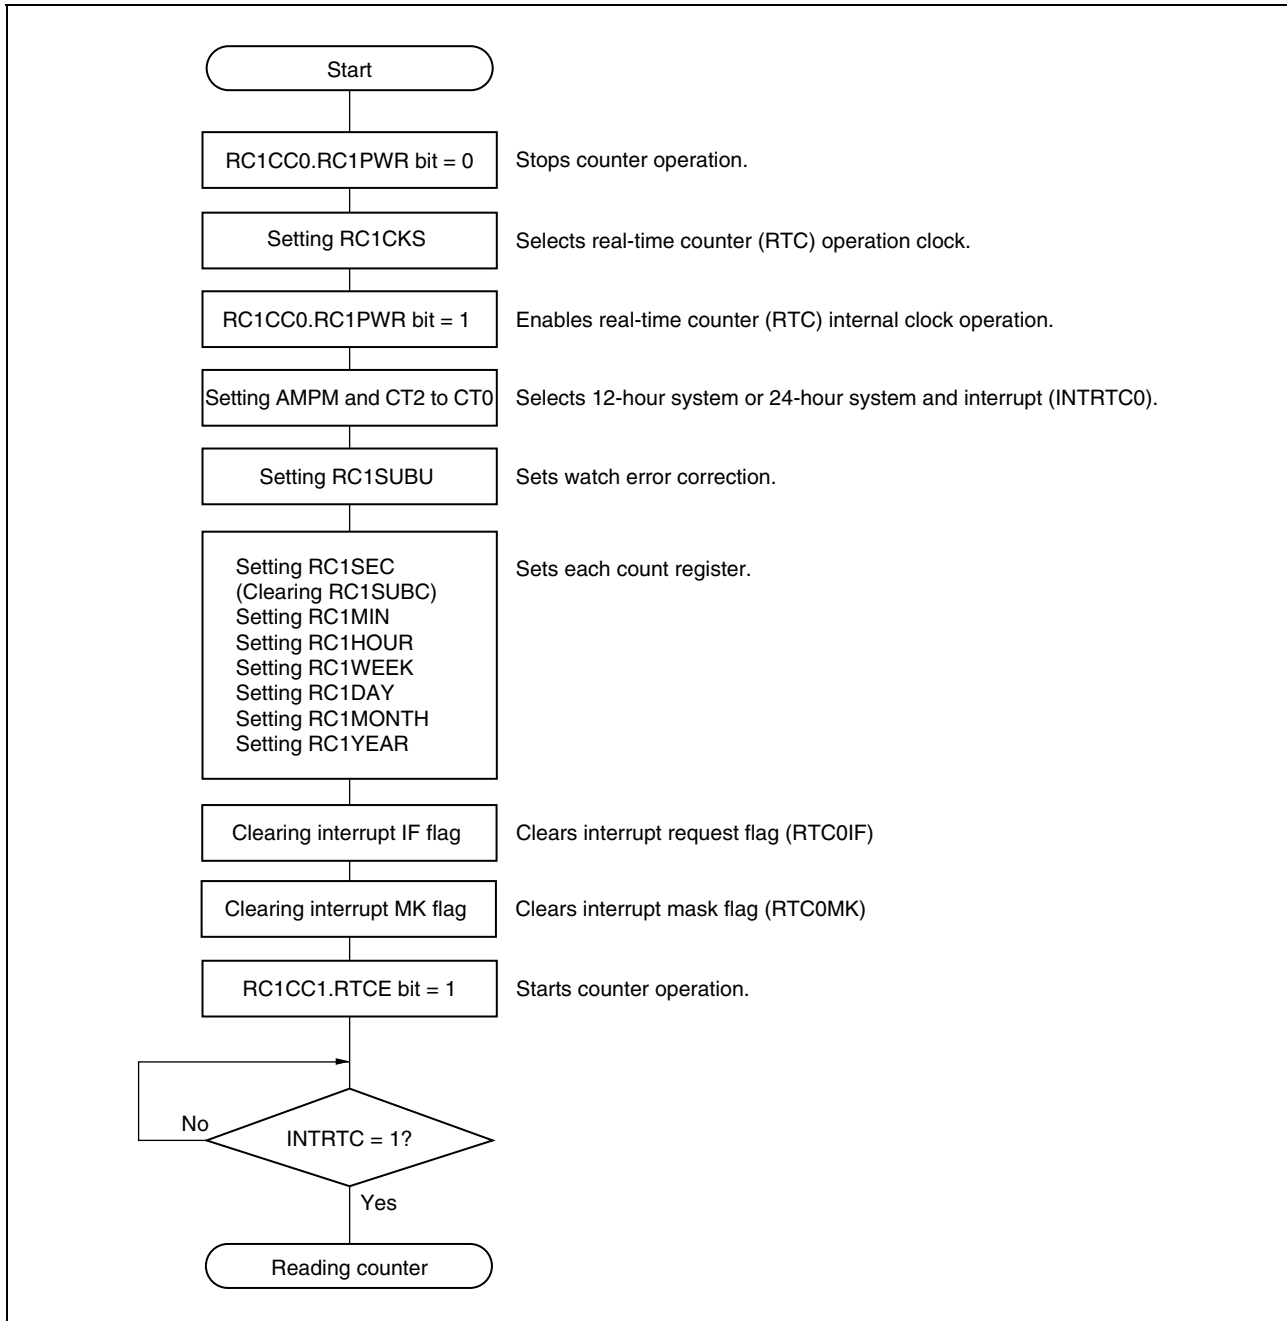 Start
RC1CC0.RC1PWR bit = 0
Stops counter operation.
Setting RC1CKS
Selects real-time counter (RTC) operation clock.
RC1CC0.RC1PWR bit = 1
Enables real-time counter (RTC) internal clock operation.
Setting AMPM and CT2 to CT0
Selects 12-hour system or 24-hour system and interrupt (INTRTC0).
Setting RC1SUBU
Sets watch error correction.
Setting RC1SEC
(Clearing RC1SUBC)
Setting RC1MIN
Setting RC1HOUR
Setting RC1WEEK
Setting RC1DAY
Setting RC1MONTH
Setting RC1YEAR
Sets each count register.
Clearing interrupt IF flag
Clears interrupt request flag (RTC0IF)
Clearing interrupt MK flag
Clears interrupt mask flag (RTC0MK)
RC1CC1.RTCE bit = 1
Starts counter operation.
No
INTRTC = 1?
Yes
Reading counter